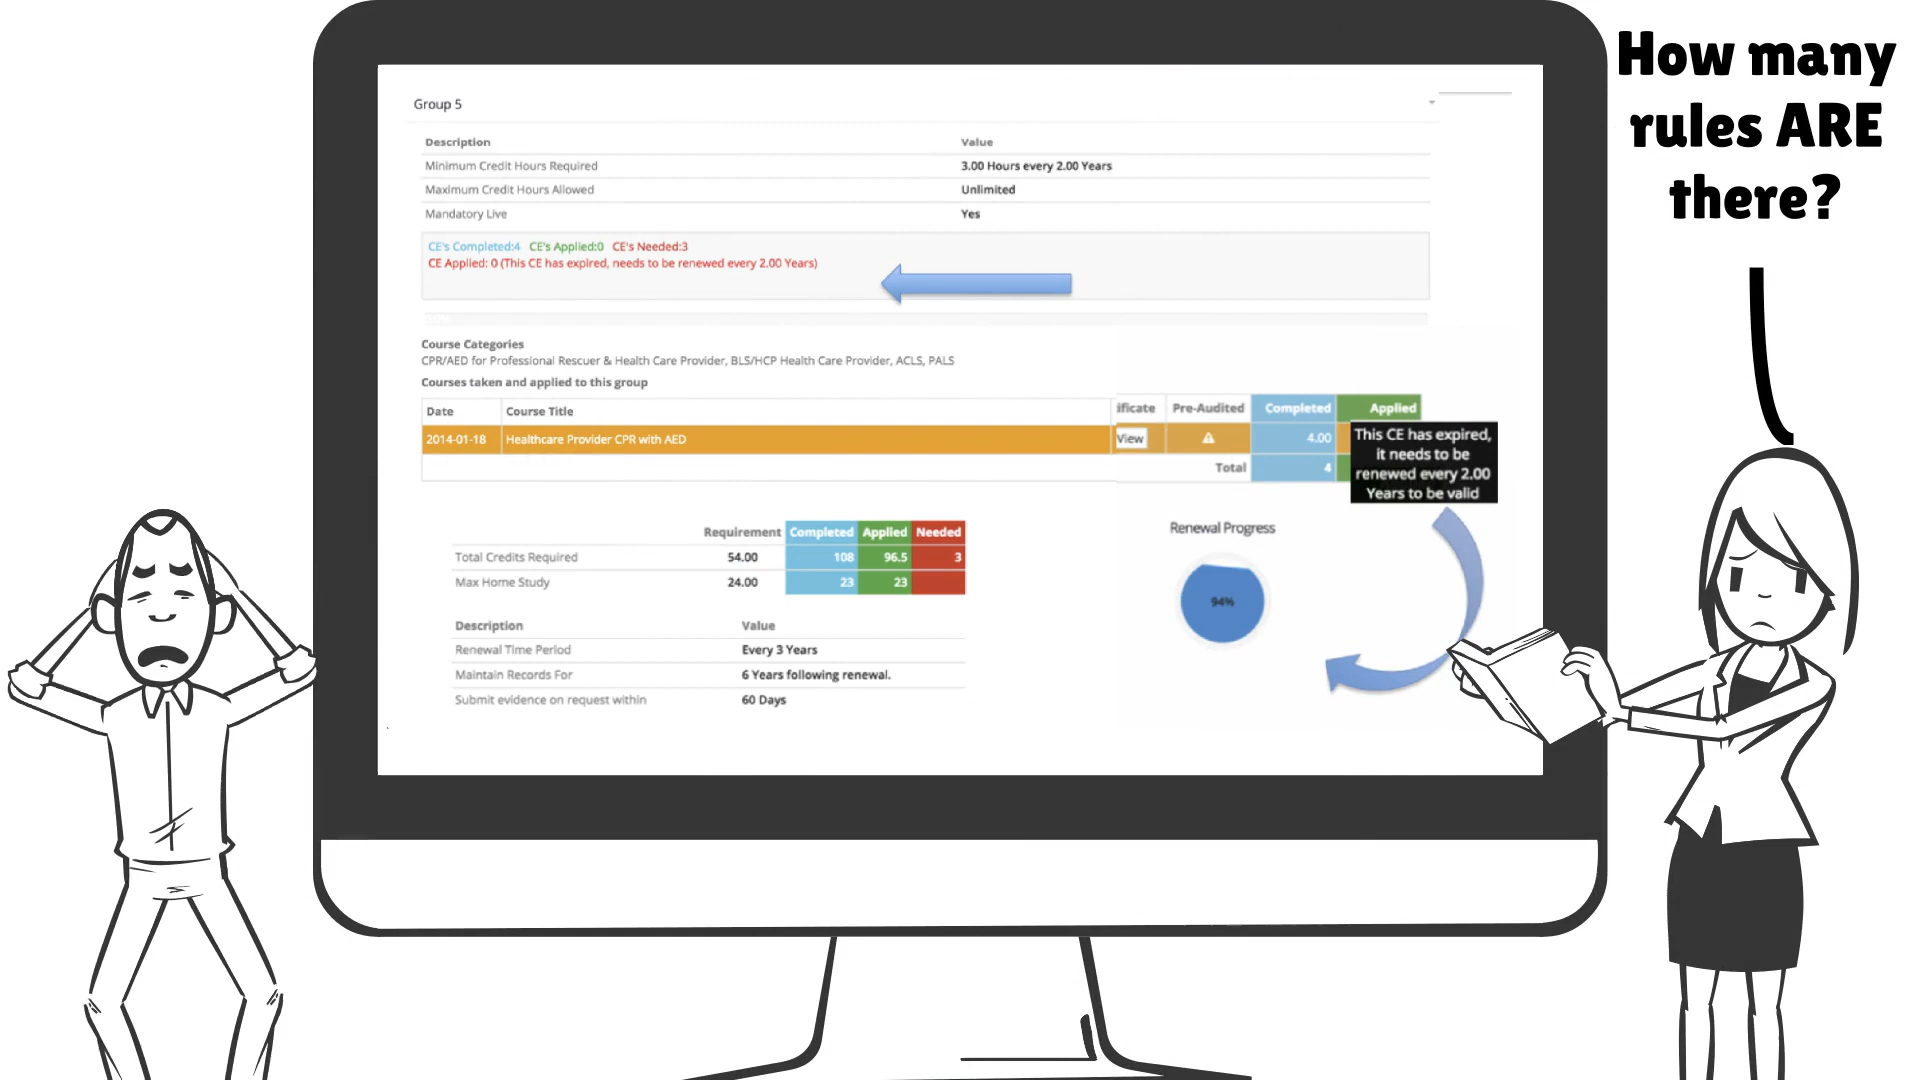 How many
rules ARE
there?
Group 5
Description Value
Minimum Credit Hours Required 3.00 Hours every 2.00 Years
Maximum Credit Hours Allowed Unlimited
Mandatory Live Yes
CE's Completed:4 CE's Applied:0 CE's Needed:3
CE Applied: 0 (This CE has expired, needs to be renewed every 2.00 Years)
Course Categories
CPR/AED for Professional Rescuer & Health Care Provider, BLS/HCP Health Care Provider, ACLS, PALS
Courses taken and applied to this group
Date Course Title ificate Pre-Audited Completed Applied
2014-01-18 Healthcare Provider CPR with AED View 4.00
Total 4
This CE has expired,
it needs to be
renewed every 2.00
Years to be valid
Requirement Completed Applied Needed
Total Credits Required 54.00 108 96.5 3
Max Home Study 24.00 23 23
Renewal Progress
94%
Description Value
Renewal Time Period Every 3 Years
Maintain Records For 6 Years following renewal.
Submit evidence on request within 60 Days